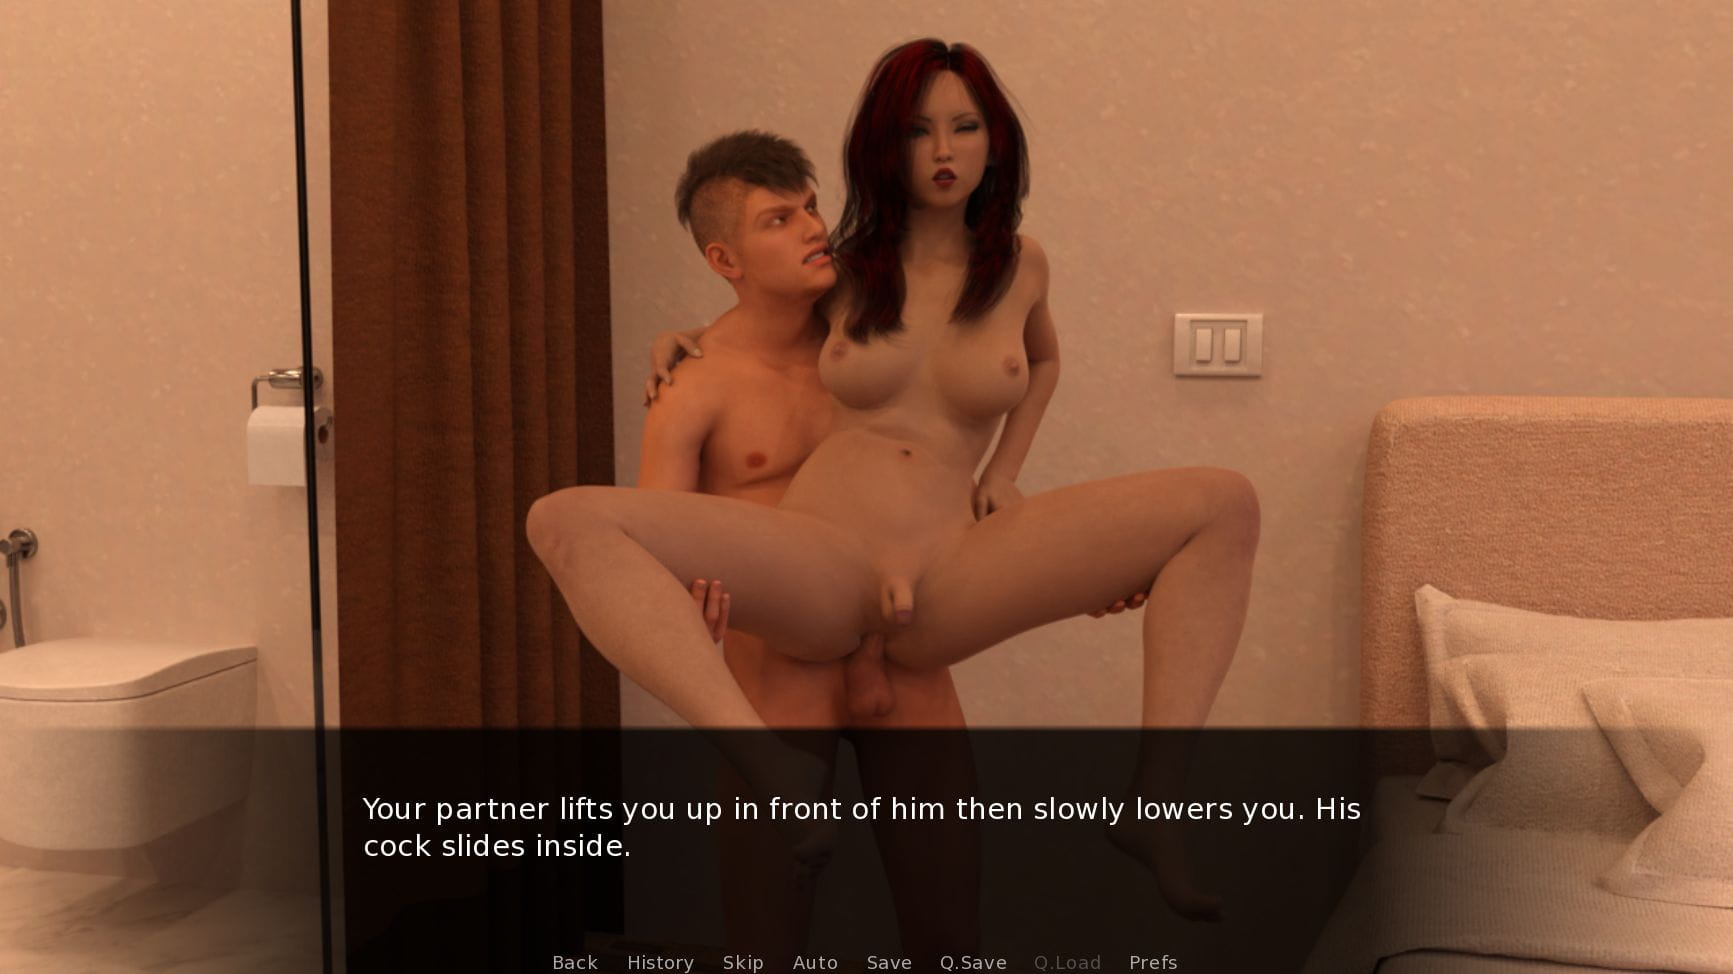 Your partner lifts you up in front of him then slowly lowers you. His
cock slides inside.
Back History Skip Auto Save Q.Save Q.Load Prefs